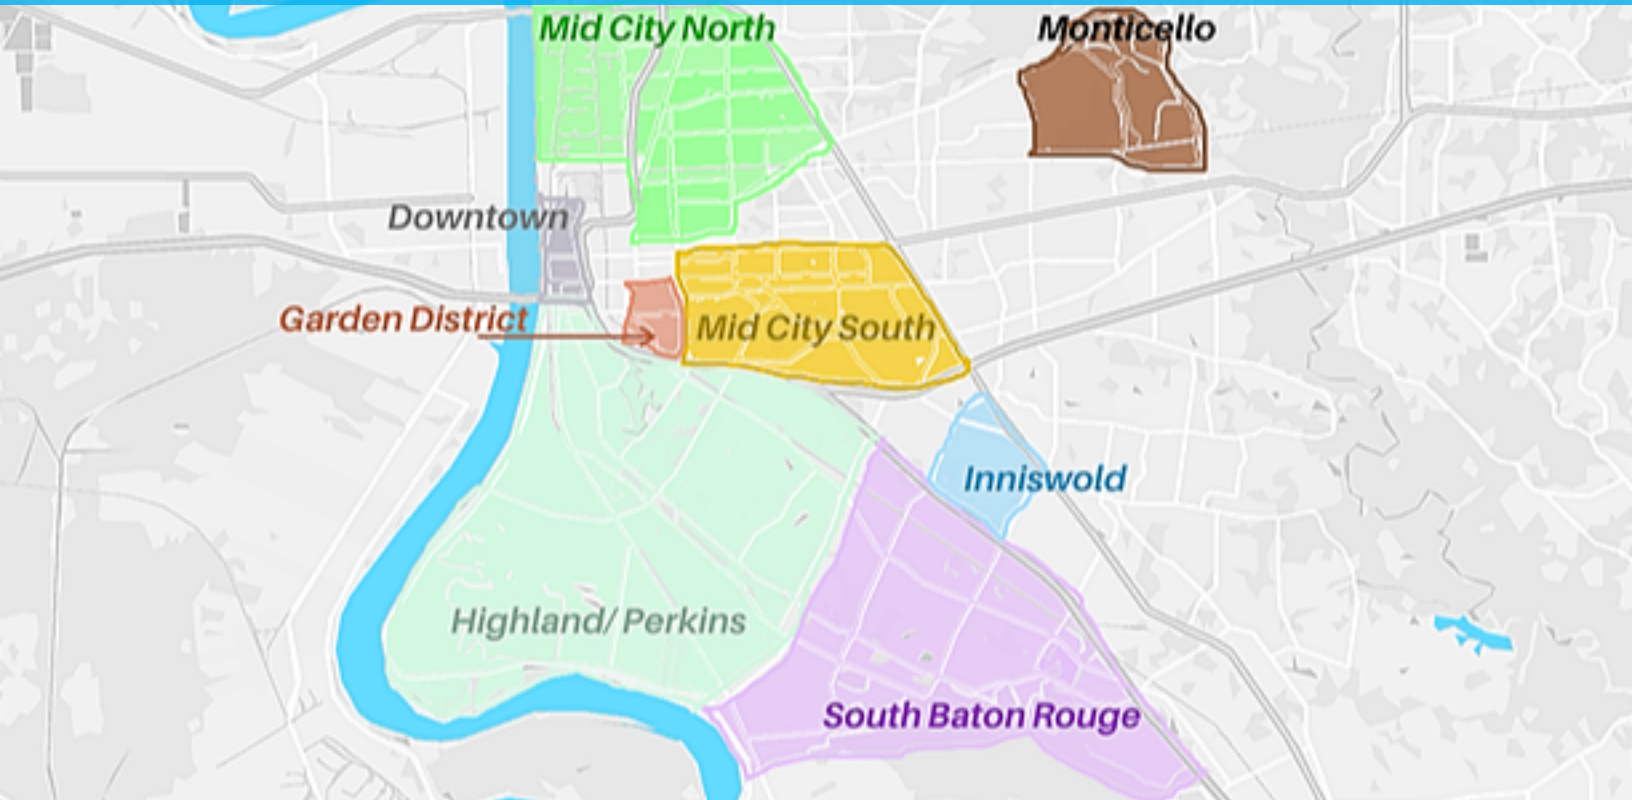 Mid City North
Monticello
Downtown
Garden District
Mid City South
Inniswold
Highland/ Perkins
South Baton Rouge